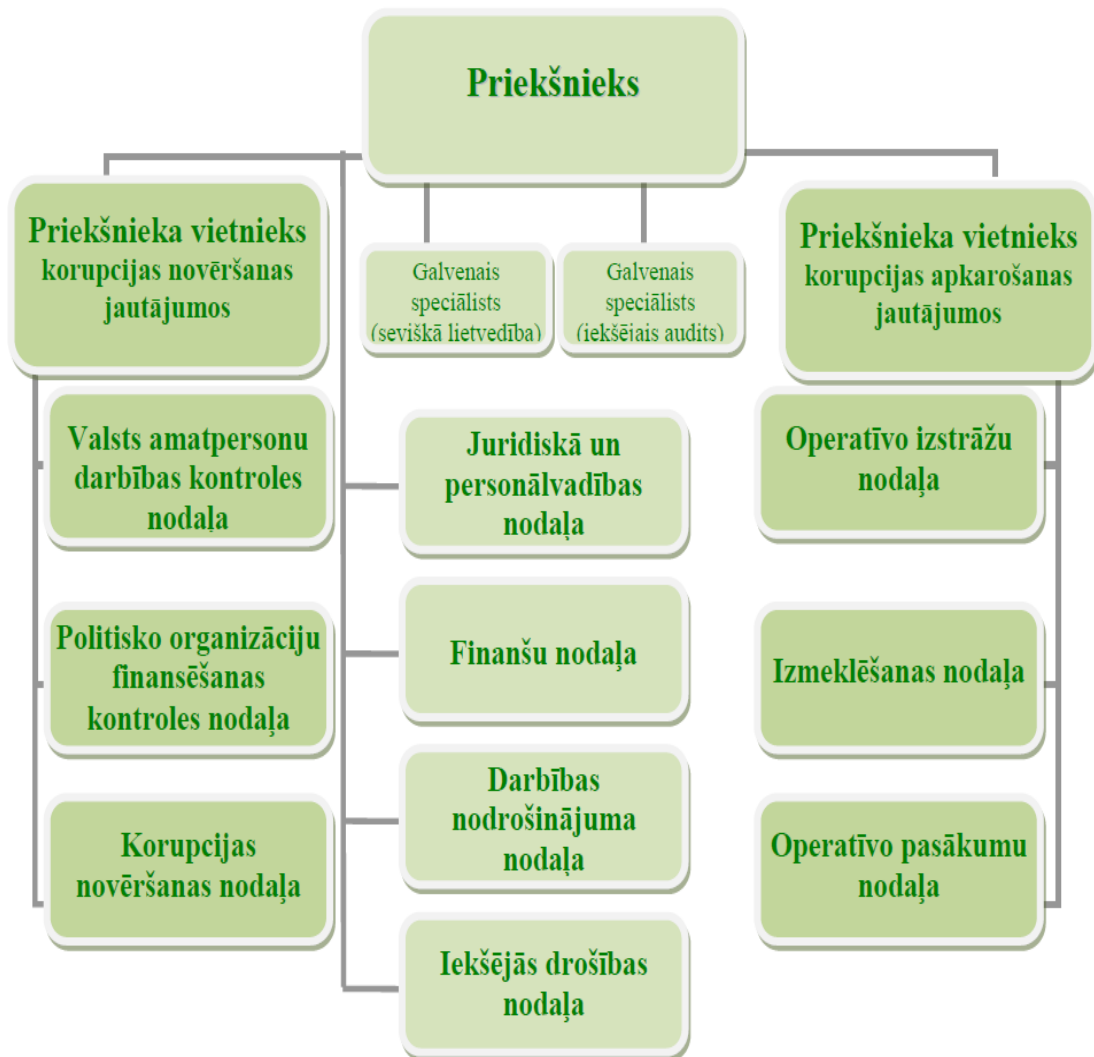 Priekšnieks
Priekšnieka vietnieks
korupcijas novēršanas
jautājumos
Galvenais
speciālists
(sevišķā lietvedība)
Galvenais
speciālists
(iekšējais audits)
Priekšnieka vietnieks
korupcijas apkarošanas
jautājumos
Valsts amatpersonu
darbības kontroles
nodaļa
Juridiskā un
personālvadības
nodaļa
Operatīvo izstrāžu
nodaļa
Politisko organizāciju
finansēšanas
kontroles nodaļa
Finanšu nodaļa
Izmeklēšanas nodaļa
Korupcijas
novēršanas nodaļa
Darbības
nodrošinājuma
nodaļa
Operatīvo pasākumu
nodaļa
Iekšējās drošības
nodaļa